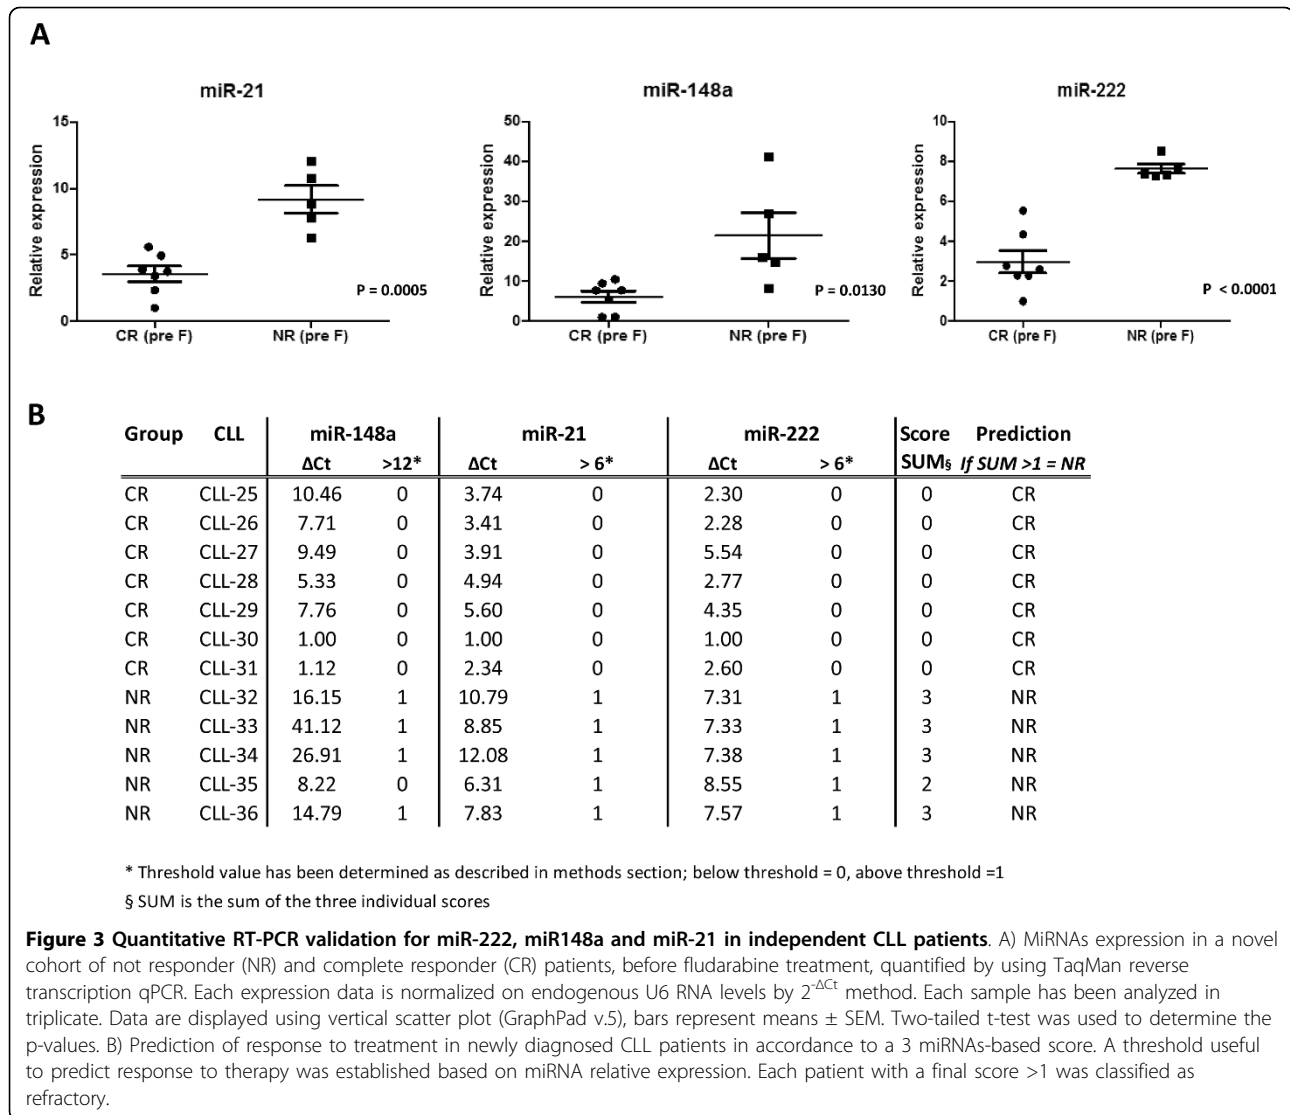 A
miR-21
Relative expression
15
10
5
0
CR (pre F)
NR (pre F)
P = 0.0005
miR-148a
Relative expression
50
40
30
20
10
0
CR (pre F)
NR (pre F)
P = 0.0130
miR-222
Relative expression
10
8
6
4
2
0
CR (pre F)
NR (pre F)
P < 0.0001
B
Group CLL miR-148a miR-21 miR-222 Score Prediction
ΔCt >12* ΔCt > 6* ΔCt > 6* SUM§ If SUM >1 = NR
CR CLL-25 10.46 0 3.74 0 2.30 0 0 CR
CR CLL-26 7.71 0 3.41 0 2.28 0 0 CR
CR CLL-27 9.49 0 3.91 0 5.54 0 0 CR
CR CLL-28 5.33 0 4.94 0 2.77 0 0 CR
CR CLL-29 7.76 0 5.60 0 4.35 0 0 CR
CR CLL-30 1.00 0 1.00 0 1.00 0 0 CR
CR CLL-31 1.12 0 2.34 0 2.60 0 0 CR
NR CLL-32 16.15 1 10.79 1 7.31 1 3 NR
NR CLL-33 41.12 1 8.85 1 7.33 1 3 NR
NR CLL-34 26.91 1 12.08 1 7.38 1 3 NR
NR CLL-35 8.22 0 6.31 1 8.55 1 2 NR
NR CLL-36 14.79 1 7.83 1 7.57 1 3 NR
* Threshold value has been determined as described in methods section; below threshold = 0, above threshold =1
§ SUM is the sum of the three individual scores
Figure 3 Quantitative RT-PCR validation for miR-222, miR148a and miR-21 in independent CLL patients. A) MiRNAs expression in a novel
cohort of not responder (NR) and complete responder (CR) patients, before fludarabine treatment, quantified by using TaqMan reverse
transcription qPCR. Each expression data is normalized on endogenous U6 RNA levels by 2-ΔCt method. Each sample has been analyzed in
triplicate. Data are displayed using vertical scatter plot (GraphPad v.5), bars represent means ± SEM. Two-tailed t-test was used to determine the
p-values. B) Prediction of response to treatment in newly diagnosed CLL patients in accordance to a 3 miRNAs-based score. A threshold useful
to predict response to therapy was established based on miRNA relative expression. Each patient with a final score >1 was classified as
refractory.